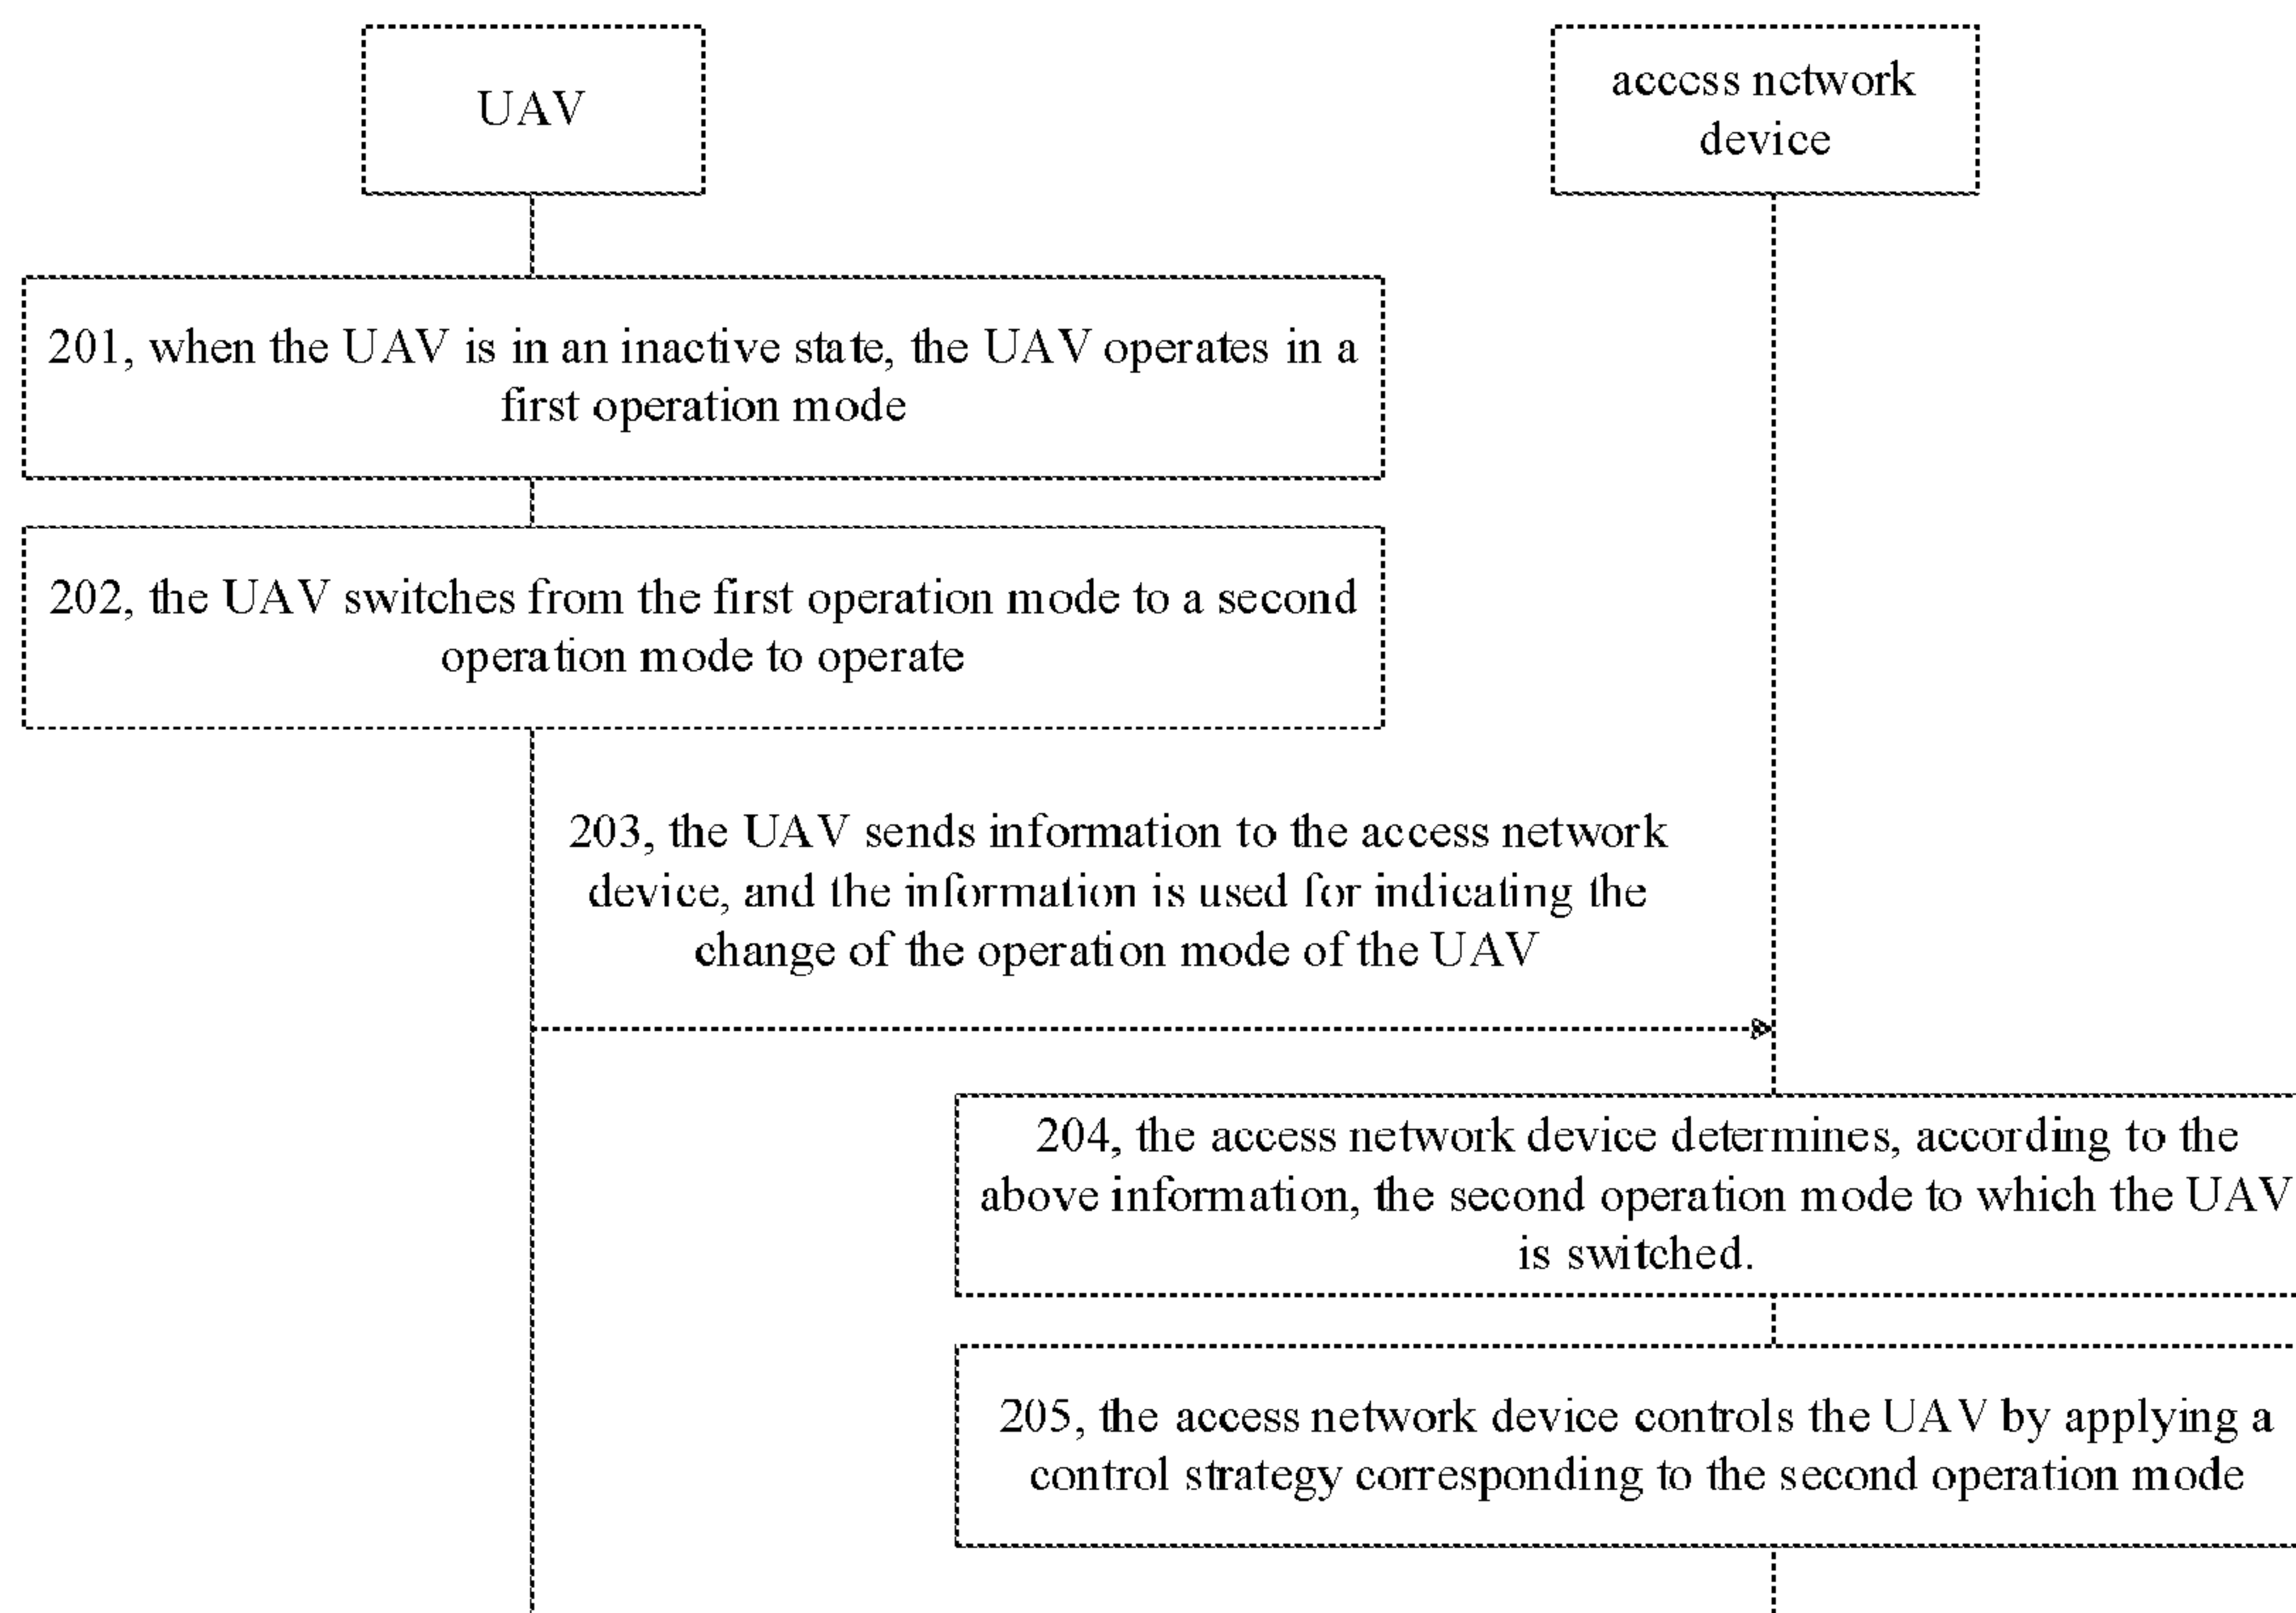 UAV
access network
device
201, when the UAV is in an inactive state, the UAV operates in a
first operation mode
202, the UAV switches from the first operation mode to a second
operation mode to operate
203, the UAV sends information to the access network
device, and the information is used for indicating the
change of the operation mode of the UAV
204, the access network device determines, according to the
above information, the second operation mode to which the UAV
is switched.
205, the access network device controls the UAV by applying a
control strategy corresponding to the second operation mode